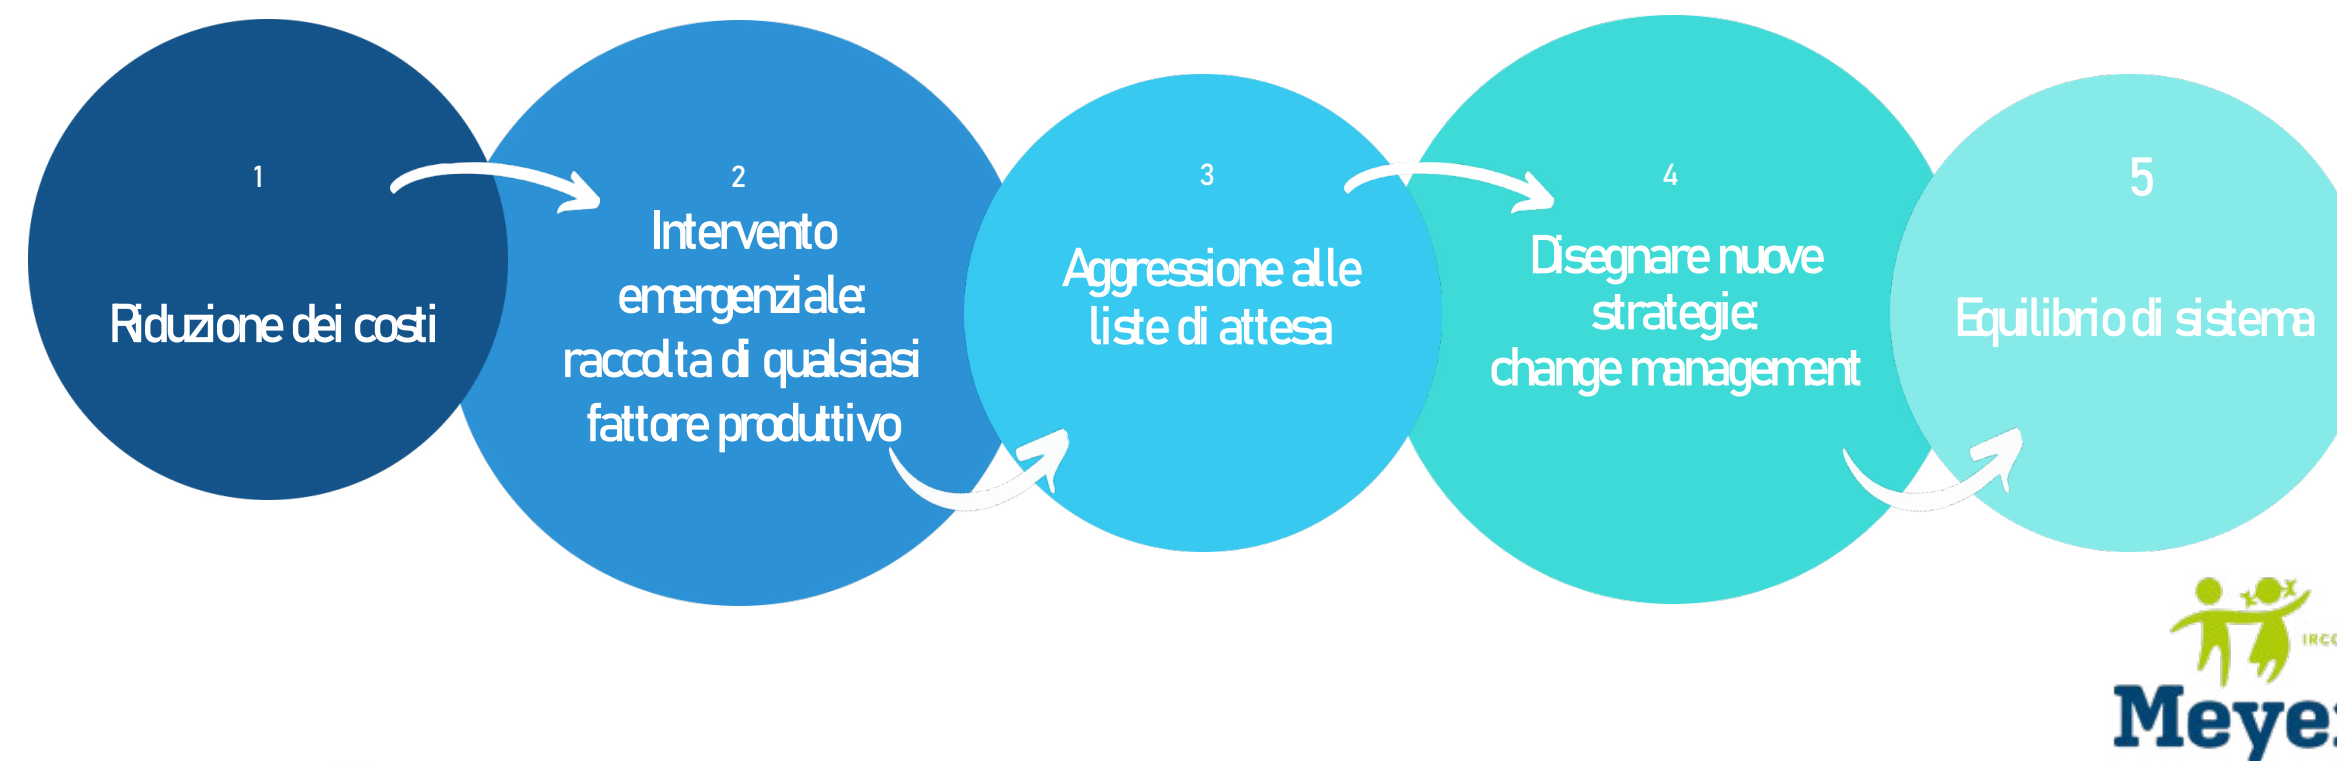 1
Riduzione dei costi
2
Intervento
emergenziale:
raccolta di qualsiasi
fattore produttivo
3
Aggressione alle
liste di attesa
4
Disegnare nuove
strategie:
change management
5
Equilibrio di sistema